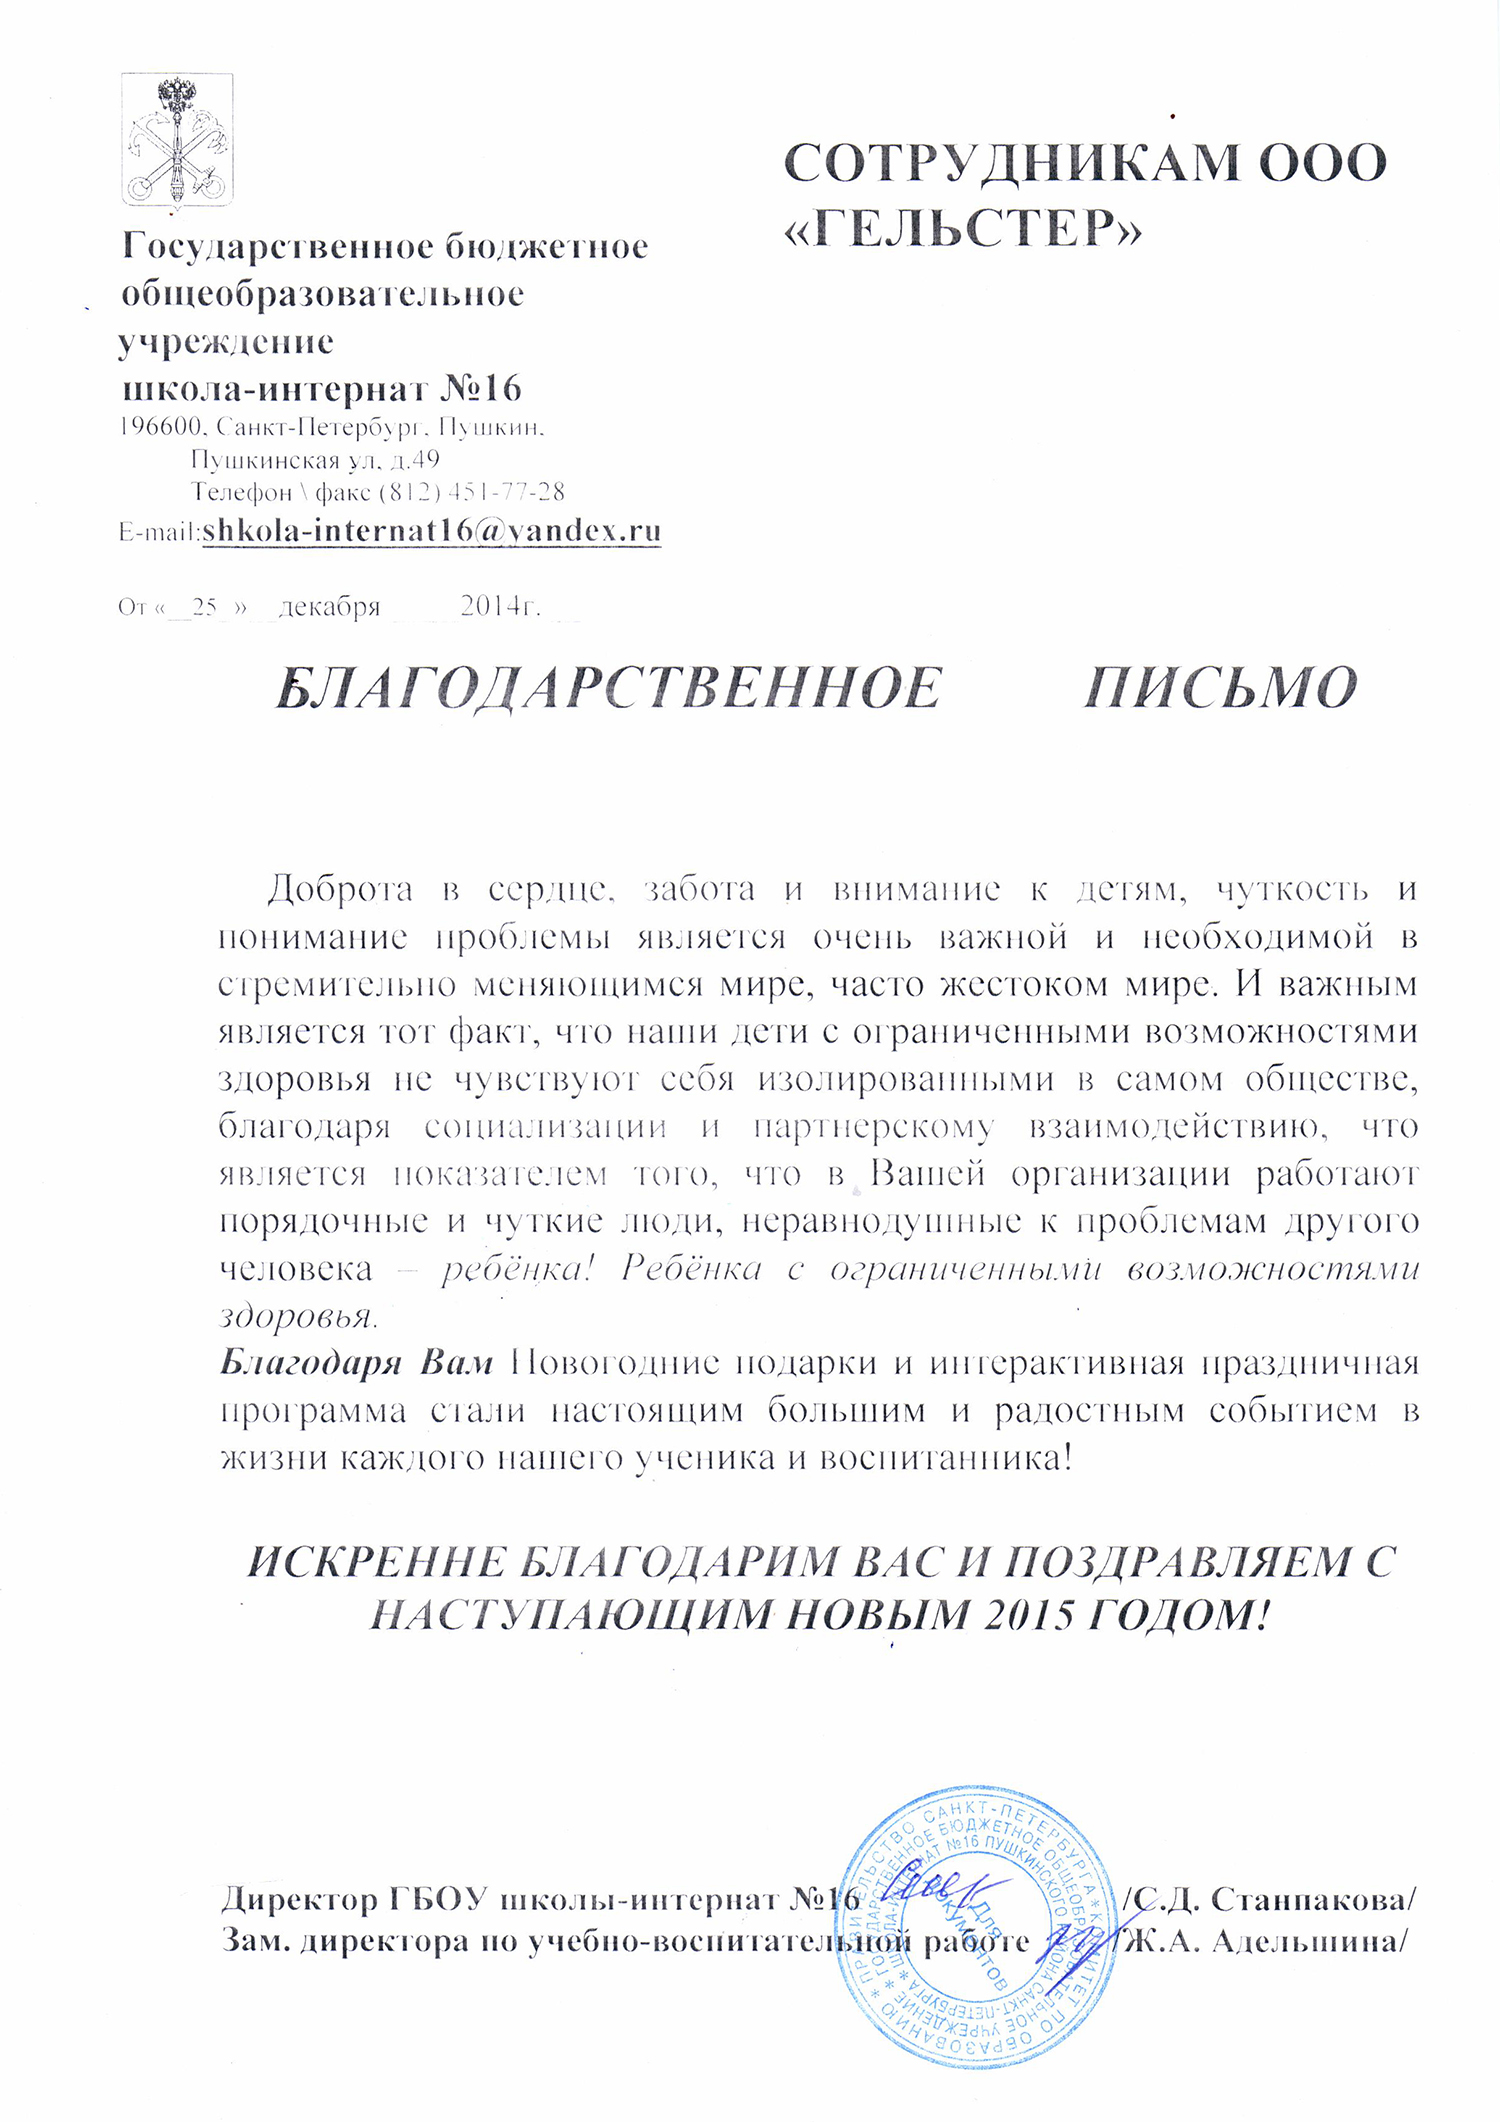 СОТРУДНИКАМ ООО
«ГЕЛЬСТЕР»
Государственное бюджетное
общеобразовательное
учреждение
школа-интернат №16
196600, Санкт-Петербург, Пушкин,
Пушкинская ул, д.49
Телефон \ факс (812) 451-77-28
E-mail:shkola-internat16@yandex.ru
От «__25_ » __декабря 2014г.
БЛАГОДАРСТВЕННОЕ ПИСЬМО
Доброта в сердце, забота и внимание к детям, чуткость и
понимание проблемы является очень важной и необходимой в
стремительно меняющимся мире, часто жестоком мире. И важным
является тот факт, что наши дети с ограниченными возможностями
здоровья не чувствуют себя изолированными в самом обществе,
благодаря социализации и партнерскому взаимодействию, что
является показателем того, что в Вашей организации работают
порядочные и чуткие люди, неравнодушные к проблемам другого
человека – ребёнка! Ребёнка с ограниченными возможностями
здоровья.
Благодаря Вам Новогодние подарки и интерактивная праздничная
программа стали настоящим большим и радостным событием в
жизни каждого нашего ученика и воспитанника!
ИСКРЕННЕ БЛАГОДАРИМ ВАС И ПОЗДРАВЛЯЕМ С
НАСТУПАЮЩИМ НОВЫМ 2015 ГОДОМ!
Директор ГБОУ школы-интернат №16 /С.Д. Станпакова/
Зам. директора по учебно-воспитательной работе /Ж.А. Адельшина/
* ПРАВИТЕЛЬСТВО САНКТ-ПЕТЕРБУРГА * КОМИТЕТ ПО ОБРАЗОВАНИЮ
* ГОСУДАРСТВЕННОЕ БЮДЖЕТНОЕ ОБЩЕОБРАЗОВАТЕЛЬНОЕ УЧРЕЖДЕНИЕ
* ШКОЛА-ИНТЕРНАТ №16 ПУШКИНСКОГО РАЙОНА САНКТ-ПЕТЕРБУРГА
Для
документов